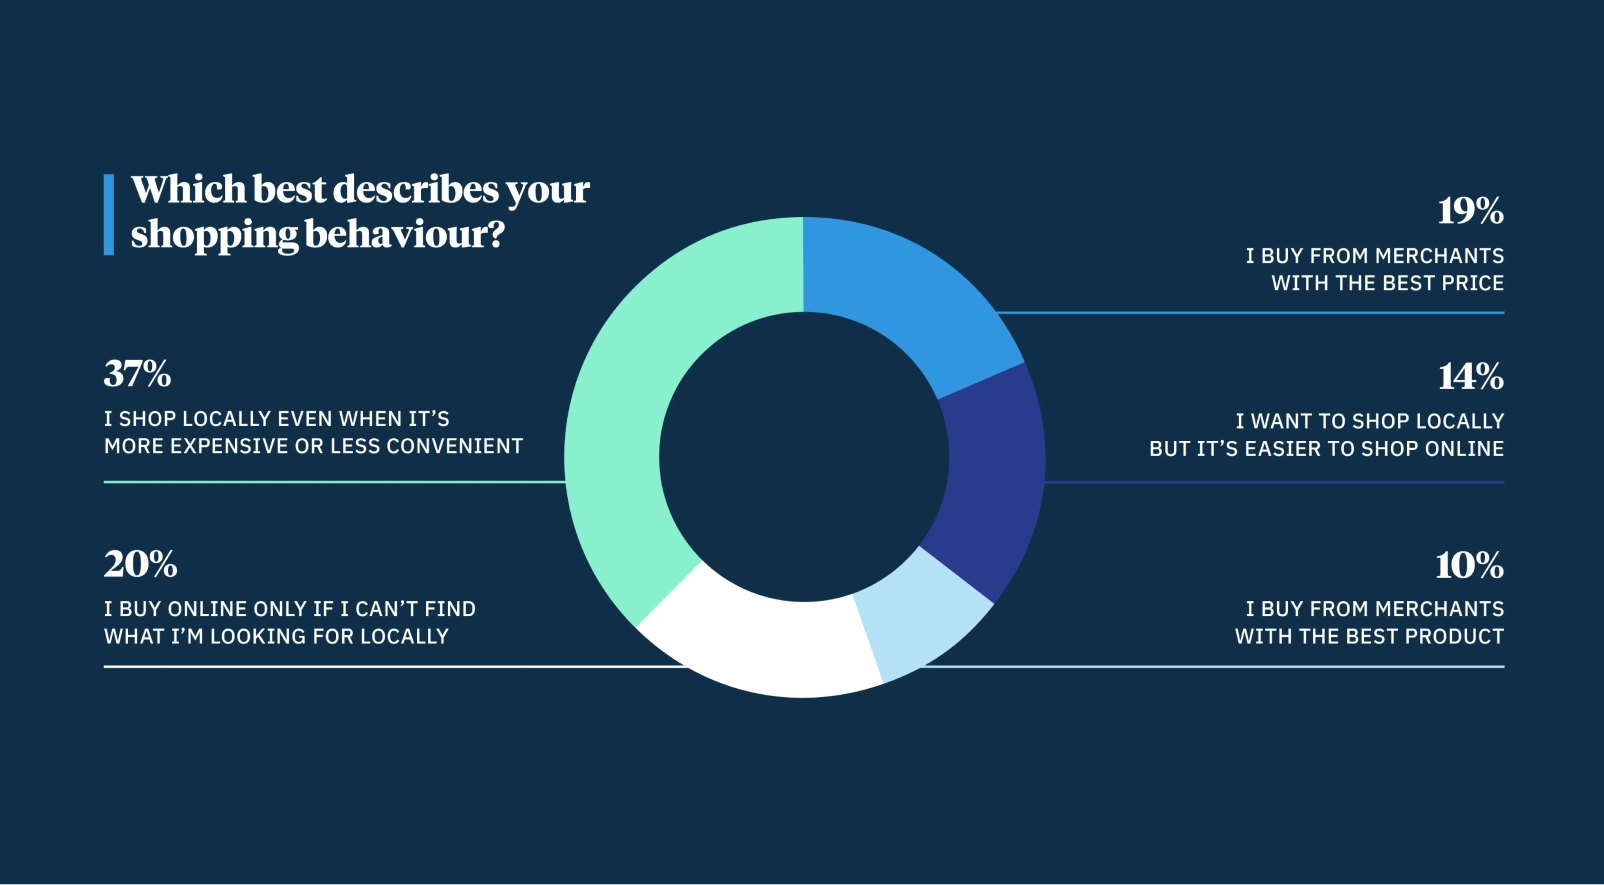 Which best describes your
shopping behaviour?
37%
I SHOP LOCALLY EVEN WHEN IT’S
MORE EXPENSIVE OR LESS CONVENIENT
20%
I BUY ONLINE ONLY IF I CAN’T FIND
WHAT I’M LOOKING FOR LOCALLY
19%
I BUY FROM MERCHANTS
WITH THE BEST PRICE
14%
I WANT TO SHOP LOCALLY
BUT IT’S EASIER TO SHOP ONLINE
10%
I BUY FROM MERCHANTS
WITH THE BEST PRODUCT